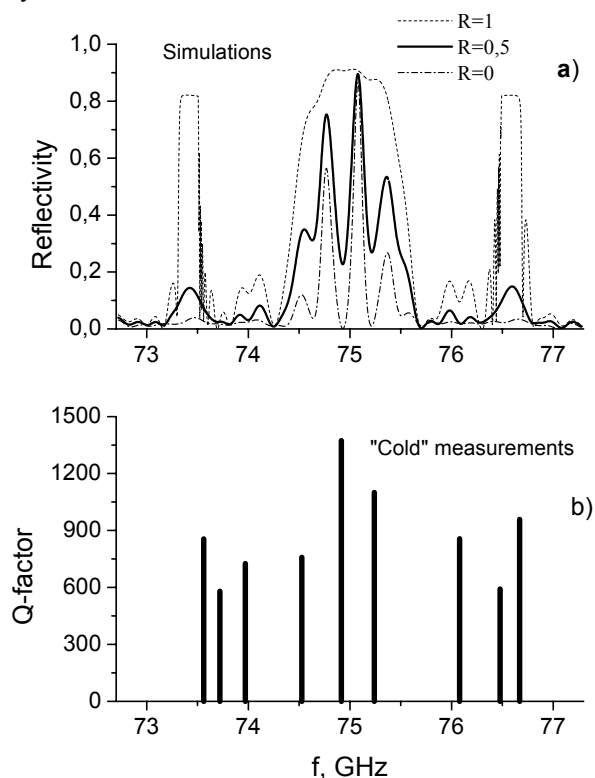 R=1
R=0,5
R=0
Simulations
a)
1,0
0,8
0,6
0,4
0,2
0,0
Reflectivity
73 74 75 76 77
1500
1200
900
600
300
0
Q-factor
"Cold" measurements
b)
73 74 75 76 77
f, GHz